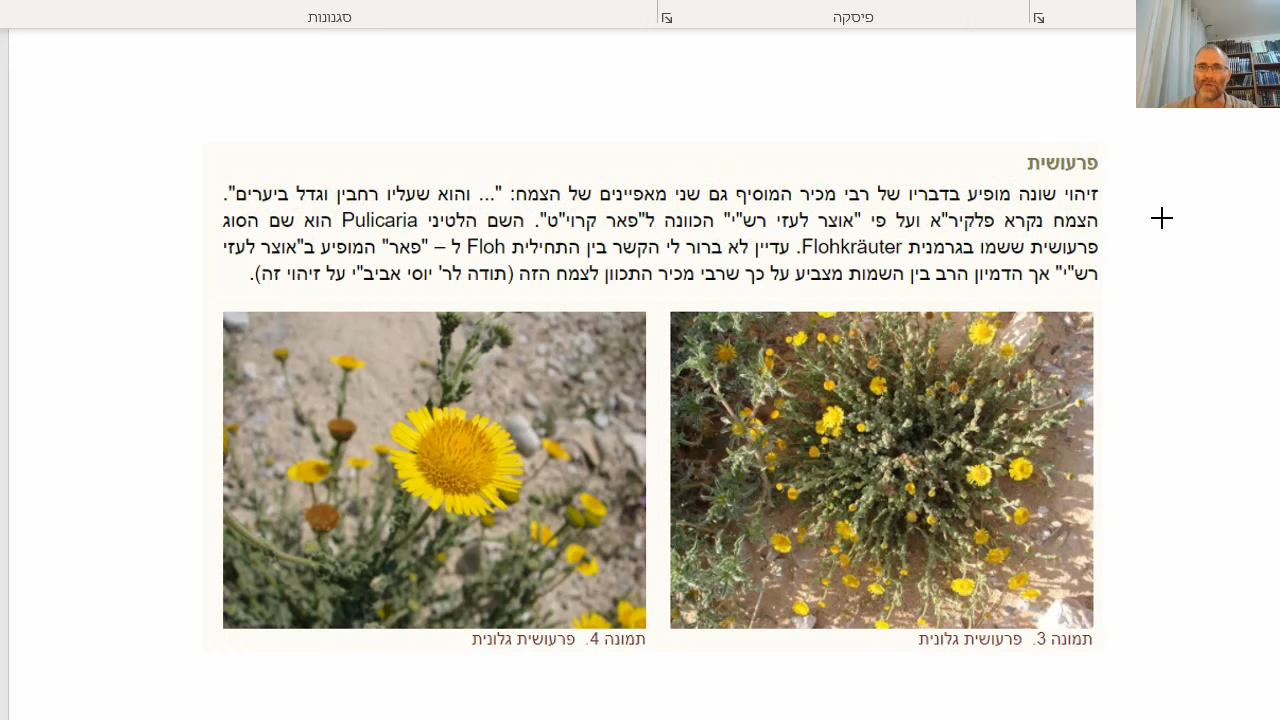 פיסקה
סגנונות
פרעושית
זיהוי שונה מופיע בדבריו של רבי מכיר המוסיף גם שני מאפיינים של הצמח: "... והוא שעליו רחבין וגדל ביערים".
הצמח נקרא פלקיר"א ועל פי "אוצר לעזי רש"י" הכוונה ל"פאר קרוי"ט". השם הלטיני Pulicaria הוא שם הסוג
פרעושית ששמו בגרמנית Flohkräuter. עדיין לא ברור לי הקשר בין התחילית Floh ל – "פאר" המופיע ב"אוצר לעזי
רש"י" אך הדמיון הרב בין השמות מצביע על כך שרבי מכיר התכוון לצמח הזה (תודה לר' יוסי אביב"י על זיהוי זה).
תמונה 3. פרעושית גלונית
תמונה 4. פרעושית גלונית